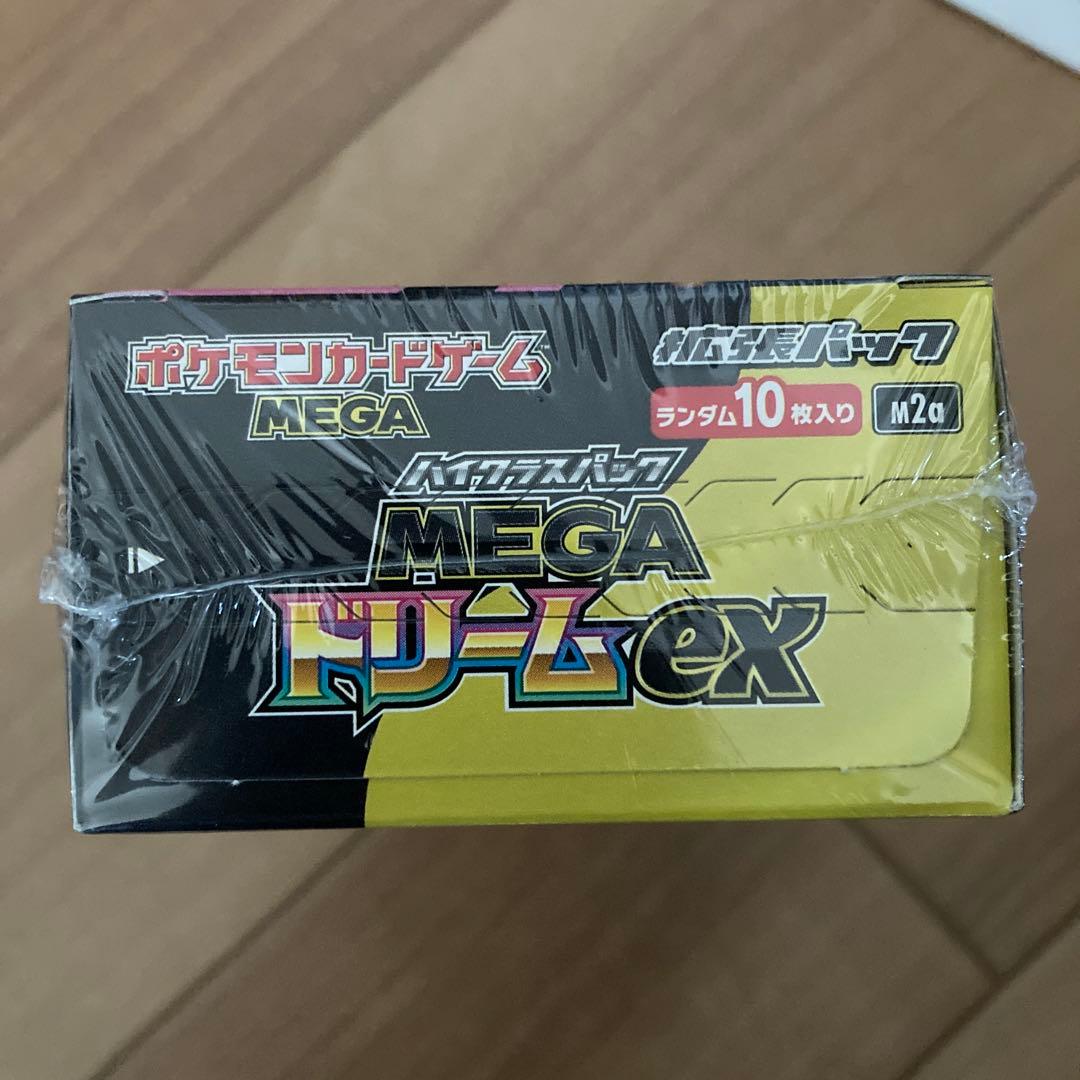 ポケモンカードゲーム™
MEGA
拡張パック
ランダム10枚入り
M2a
ハイクラスパック
MEGA
ドリームex